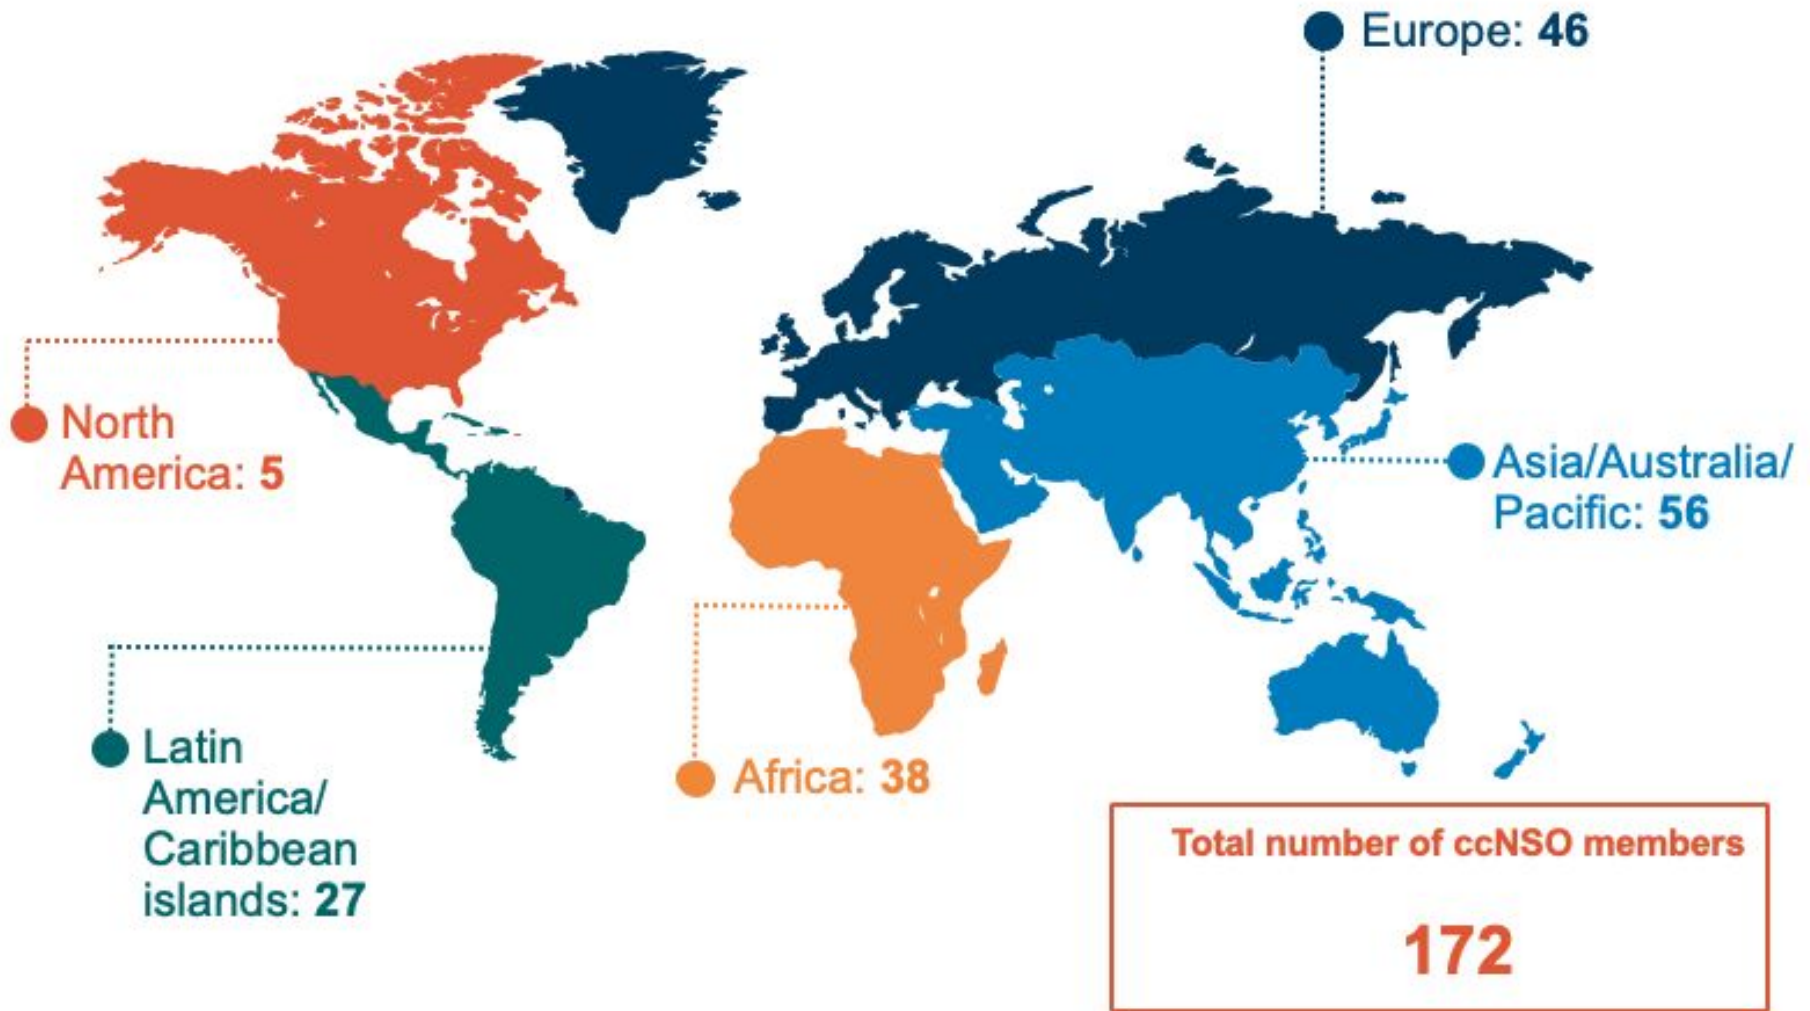 Europe: 46
North
America: 5
Asia/Australia/
Pacific: 56
Latin
America/
Caribbean
islands: 27
Africa: 38
Total number of ccNSO members
172